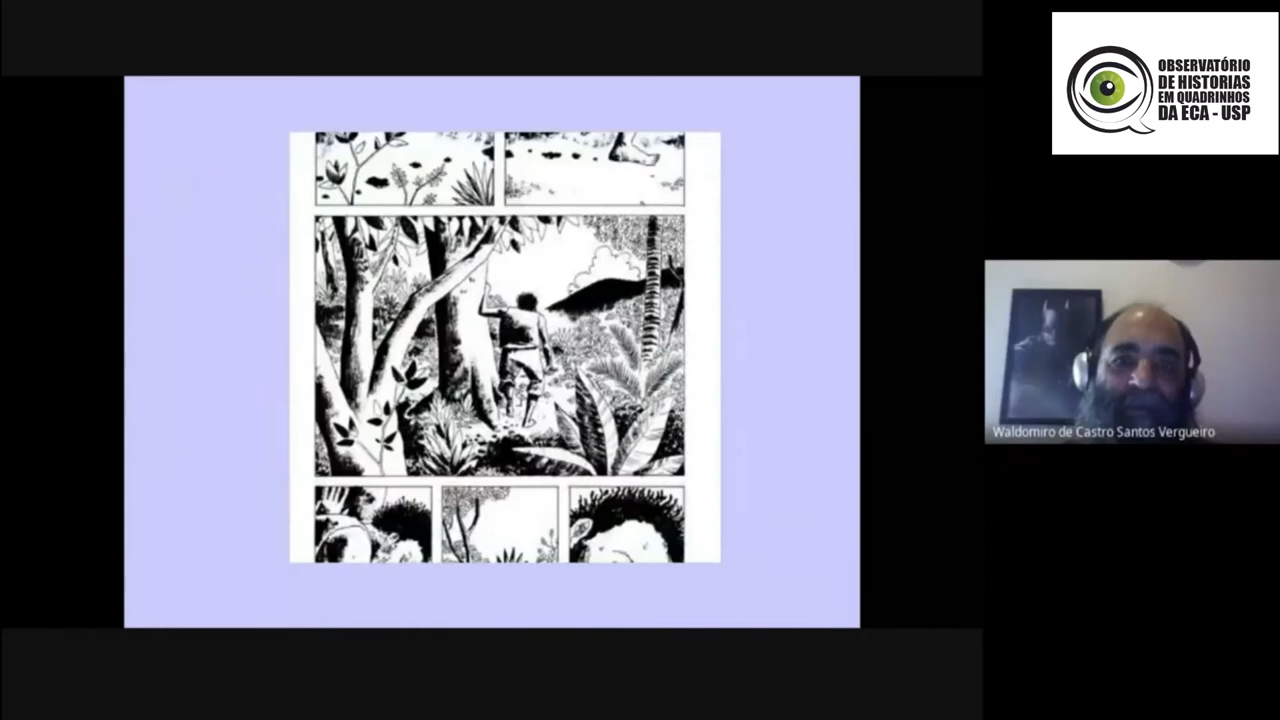 OBSERVATÓRIO
DE HISTORIAS
EM QUADRINHOS
DA ECA - USP
Waldomiro de Castro Santos Vergueiro